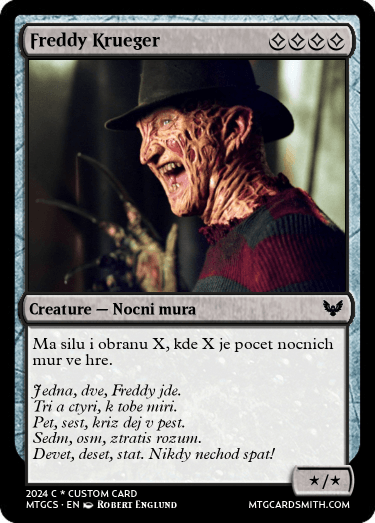 Freddy Krueger
Creature — Nocni mura
Ma silu i obranu X, kde X je pocet nocnich
mur ve hre.
Jedna, dve, Freddy jde.
Tri a ctyri, k tobe miri.
Pet, sest, kriz dej v pest.
Sedm, osm, ztratis rozum.
Devet, deset, stat. Nikdy nechod spat!
★/★
2024 C * CUSTOM CARD
MTGCS · EN ROBERT ENGLUND
MTGCARDSMITH.COM